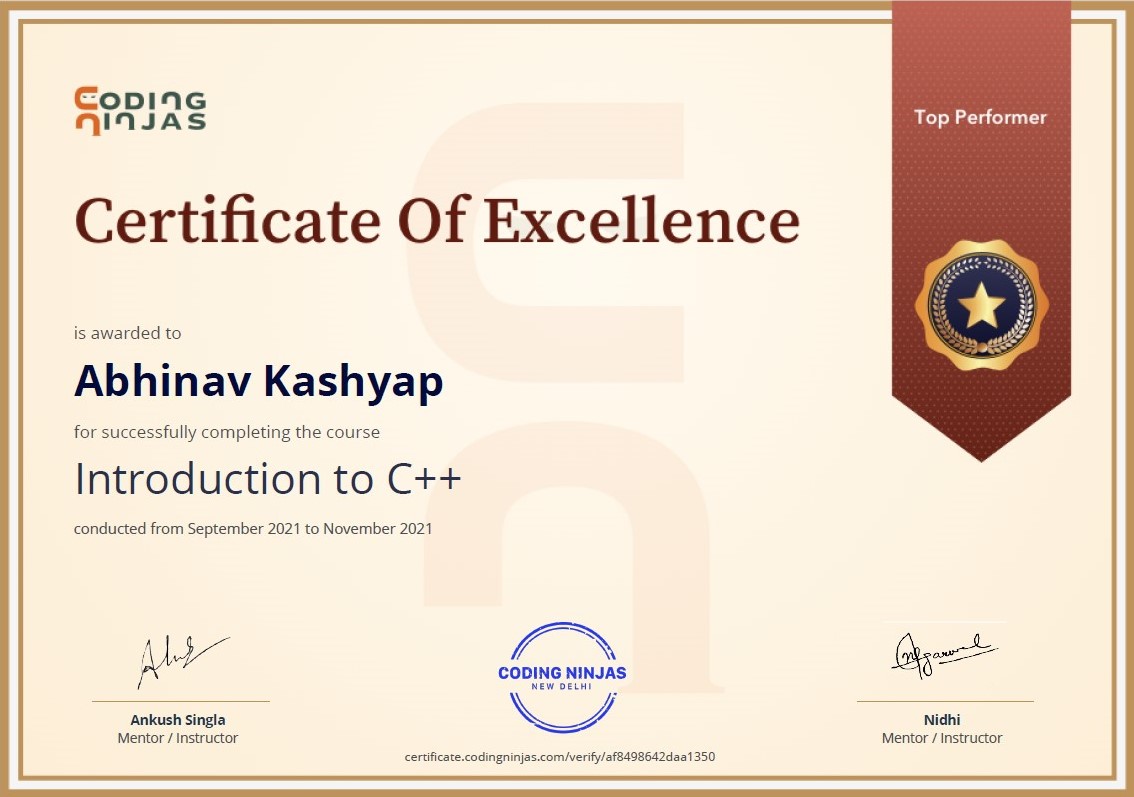 CODING
NINJAS
Top Performer
Certificate Of Excellence
is awarded to
Abhinav Kashyap
for successfully completing the course
Introduction to C++
conducted from September 2021 to November 2021
CODING NINJAS
NEW DELHI
Ankush Singla
Mentor / Instructor
Nidhi
Mentor / Instructor
certificate.codingninjas.com/verify/af8498642daa1350